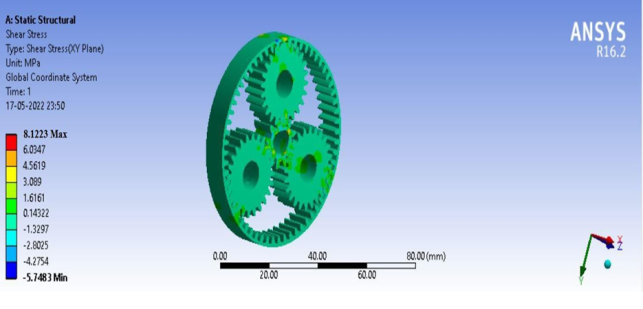 A: Static Structural
Shear Stress
Type: Shear Stress(XY Plane)
Unit: MPa
Global Coordinate System
Time: 1
17-05-2022 23:50
8.1223 Max
6.0347
4.5619
3.089
1.6161
0.14322
-1.3297
-2.8025
-4.2754
-5.7483 Min
ANSYS
R16.2
0.00 40.00 80.00 (mm)
20.00 60.00
X
Z
Y